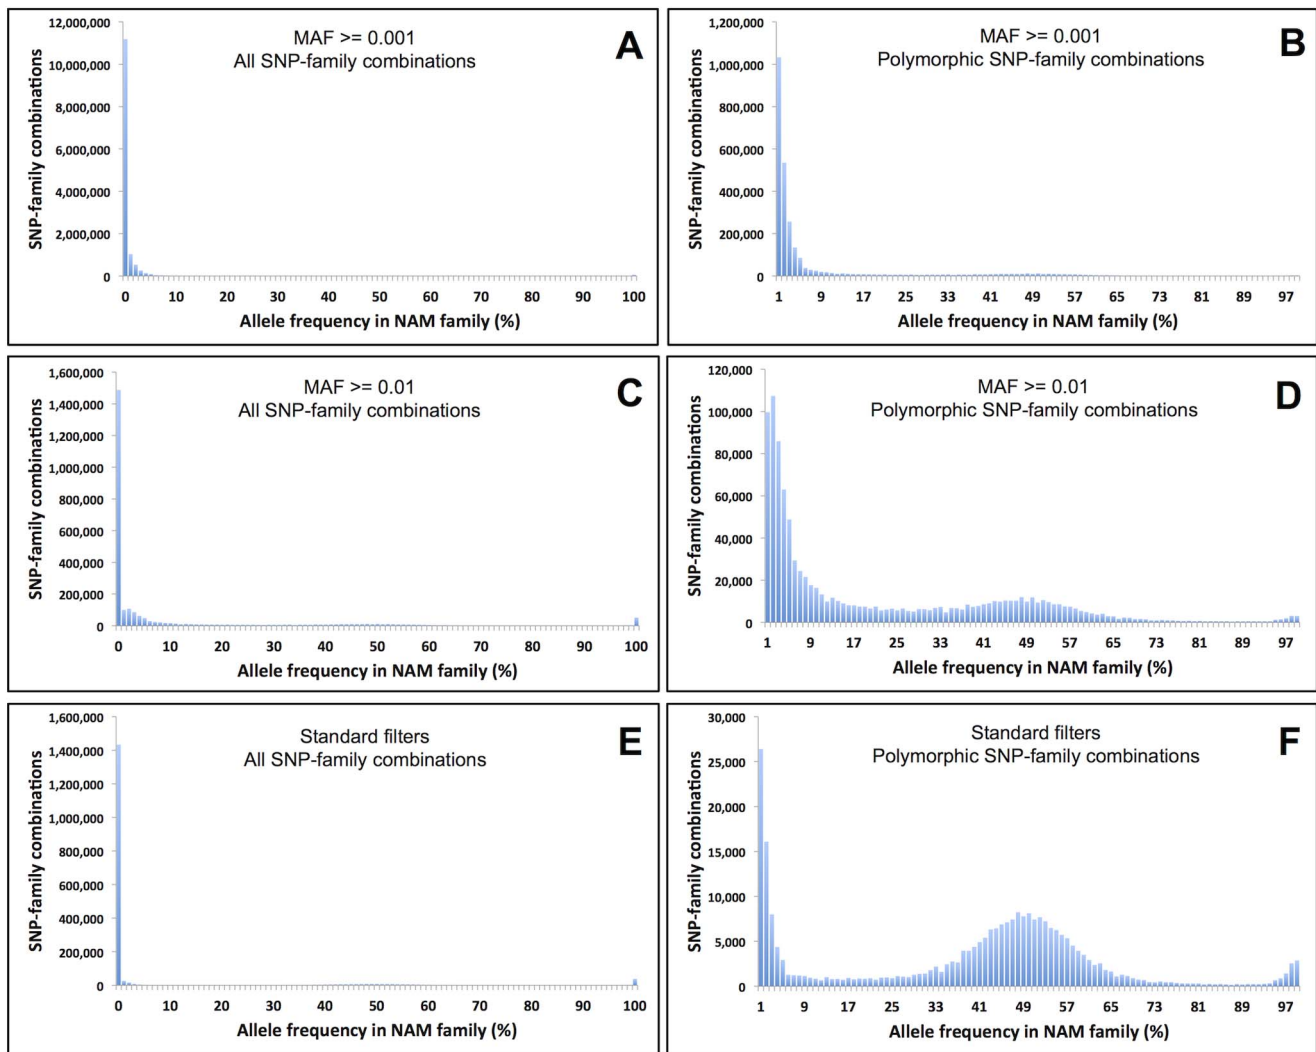 12,000,000
10,000,000
8,000,000
6,000,000
4,000,000
2,000,000
0
SNP-family combinations
MAF >= 0.001
All SNP-family combinations
A
0 10 20 30 40 50 60 70 80 90 100
Allele frequency in NAM family (%)
1,200,000
1,000,000
800,000
600,000
400,000
200,000
0
SNP-family combinations
MAF >= 0.001
Polymorphic SNP-family combinations
B
1 9 17 25 33 41 49 57 65 73 81 89 97
Allele frequency in NAM family (%)
1,600,000
1,400,000
1,200,000
1,000,000
800,000
600,000
400,000
200,000
0
SNP-family combinations
MAF >= 0.01
All SNP-family combinations
C
0 10 20 30 40 50 60 70 80 90 100
Allele frequency in NAM family (%)
120,000
100,000
80,000
60,000
40,000
20,000
0
SNP-family combinations
MAF >= 0.01
Polymorphic SNP-family combinations
D
1 9 17 25 33 41 49 57 65 73 81 89 97
Allele frequency in NAM family (%)
1,600,000
1,400,000
1,200,000
1,000,000
800,000
600,000
400,000
200,000
0
SNP-family combinations
Standard filters
All SNP-family combinations
E
0 10 20 30 40 50 60 70 80 90 100
Allele frequency in NAM family (%)
30,000
25,000
20,000
15,000
10,000
5,000
0
SNP-family combinations
Standard filters
Polymorphic SNP-family combinations
F
1 9 17 25 33 41 49 57 65 73 81 89 97
Allele frequency in NAM family (%)